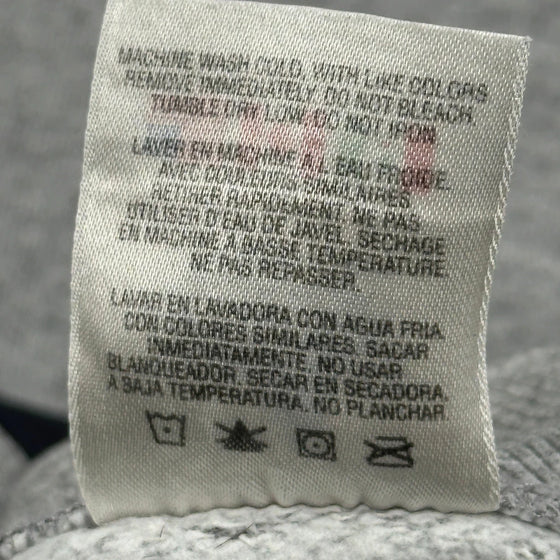 MACHINE WASH COLD, WITH LIKE COLORS
REMOVE IMMEDIATELY. DO NOT BLEACH.
TUMBLE DRY LOW. DO NOT IRON.
LAVER EN MACHINE A L'EAU FROIDE.
AVEC COULEURS SIMILAIRES
RETIRER RAPIDEMENT. NE PAS
UTILISER D'EAU DE JAVEL. SECHAGE
EN MACHINE A BASSE TEMPERATURE.
NE PAS REPASSER.
LAVAR EN LAVADORA CON AGUA FRIA.
CON COLORES SIMILARES. SACAR
INMEDIATAMENTE. NO USAR
BLANQUEADOR. SECAR EN SECADORA.
A BAJA TEMPERATURA. NO PLANCHAR.